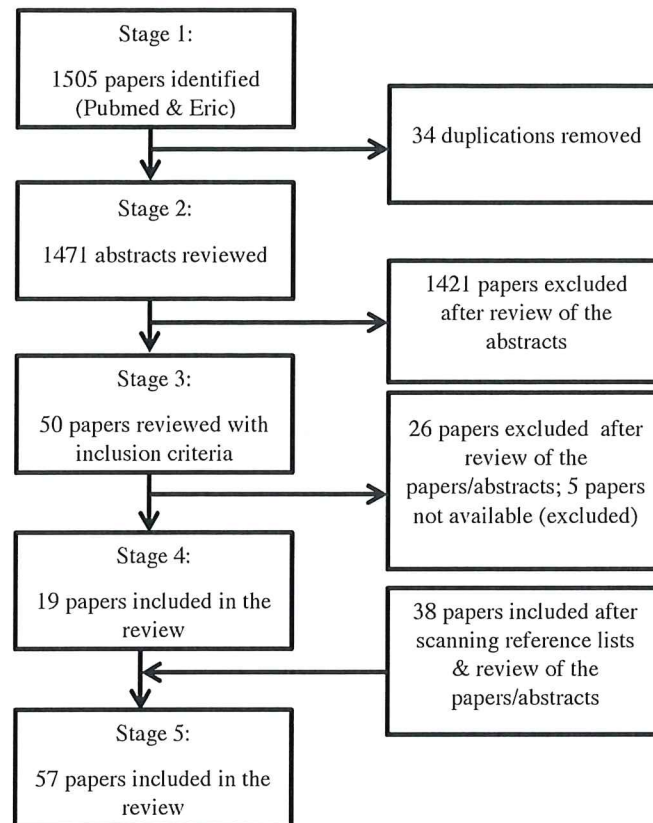 Stage 1:
1505 papers identified
(Pubmed & Eric)
34 duplications removed
Stage 2:
1471 abstracts reviewed
1421 papers excluded
after review of the
abstracts
Stage 3:
50 papers reviewed with
inclusion criteria
26 papers excluded after
review of the
papers/abstracts; 5 papers
not available (excluded)
Stage 4:
19 papers included in the
review
38 papers included after
scanning reference lists
& review of the
papers/abstracts
Stage 5:
57 papers included in the
review